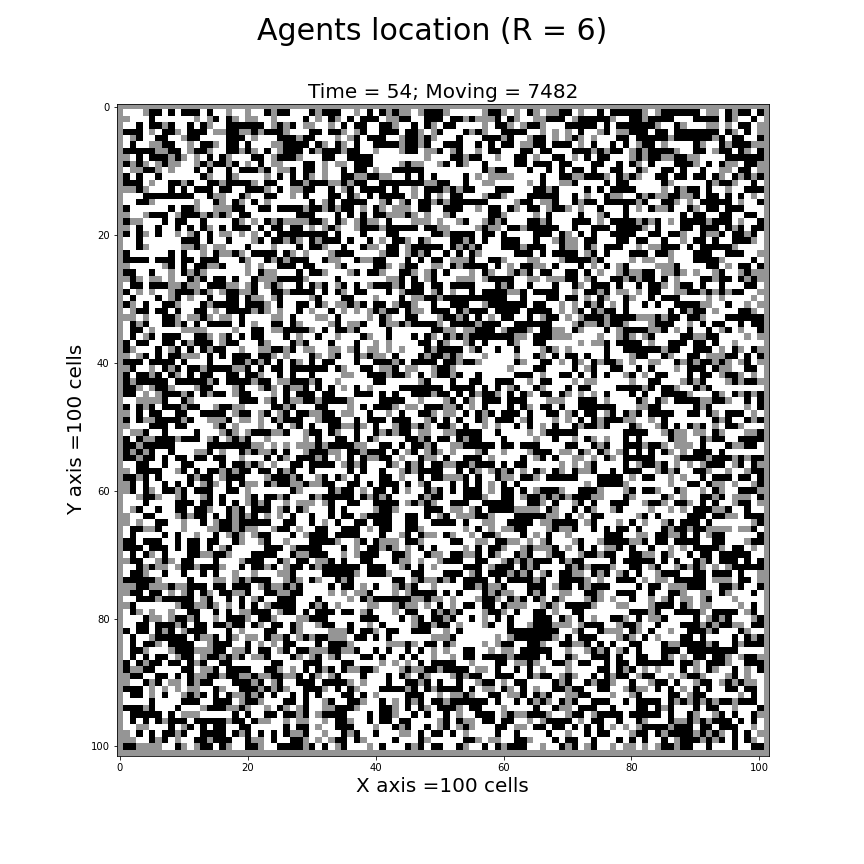 Agents location (R = 6)
Time = 54; Moving = 7482
0
20
40
60
80
100
Y axis =100 cells
0 20 40 60 80 100
X axis =100 cells